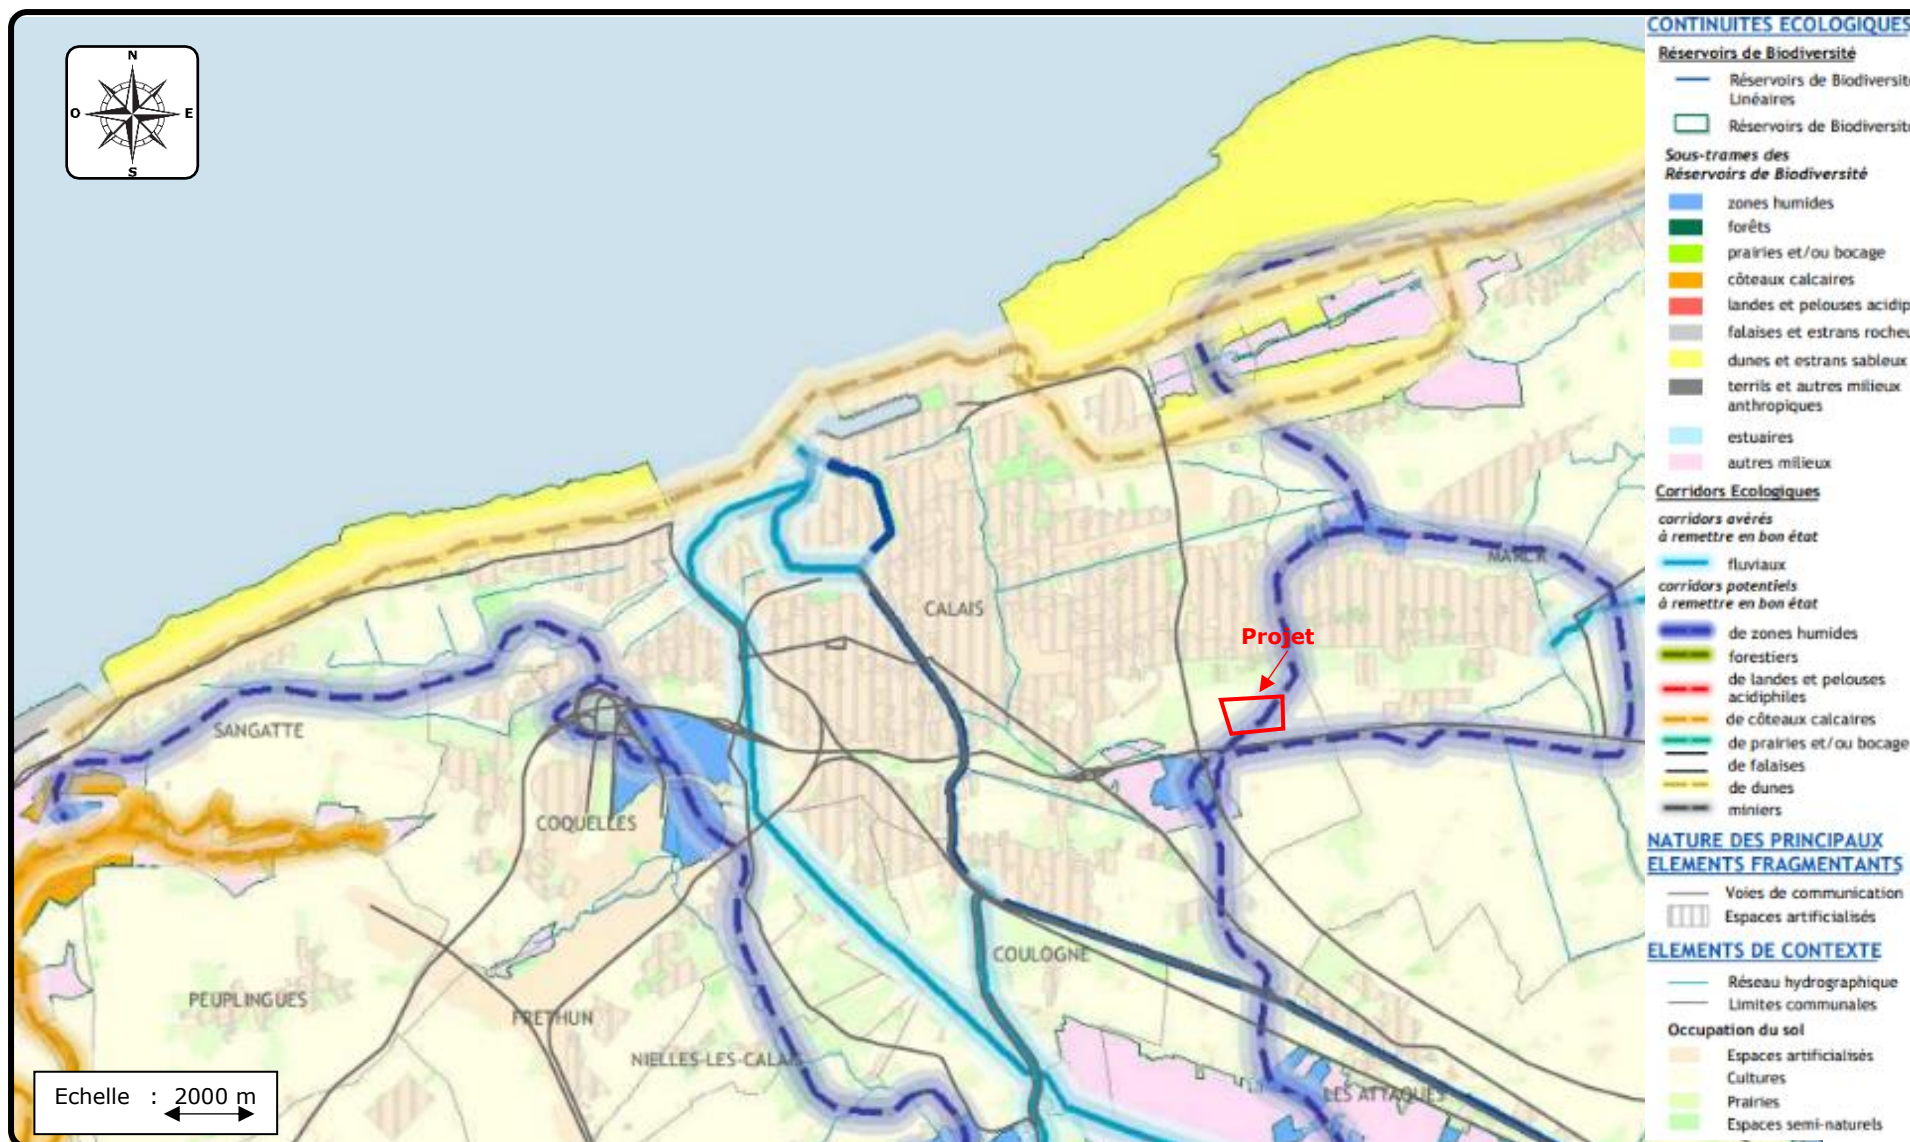 N
O
E
S
SANGATTE
CALAIS
MARCK
Projet
COQUELLES
COULOGNE
PEUPLINGUES
FRETHUN
NIELLES-LES-CALAIS
LES ATTAQUES
Echelle : 2000 m
CONTINUITES ECOLOGIQUES
Réservoirs de Biodiversité
Réservoirs de Biodiversité
Linéaires
Réservoirs de Biodiversité
Sous-trames des
Réservoirs de Biodiversité
zones humides
forêts
prairies et/ou bocage
côteaux calcaires
landes et pelouses acidip
falaises et estrans rocheu
dunes et estrans sableux
terrils et autres milieux
anthropiques
estuaires
autres milieux
Corridors Ecologiques
corridors avérés
à remettre en bon état
fluviaux
corridors potentiels
à remettre en bon état
de zones humides
forestiers
de landes et pelouses
acidiphiles
de côteaux calcaires
de prairies et/ou bocage
de falaises
de dunes
miniers
NATURE DES PRINCIPAUX
ELEMENTS FRAGMENTANTS
Voies de communication
Espaces artificialisés
ELEMENTS DE CONTEXTE
Réseau hydrographique
Limites communales
Occupation du sol
Espaces artificialisés
Cultures
Prairies
Espaces semi-naturels